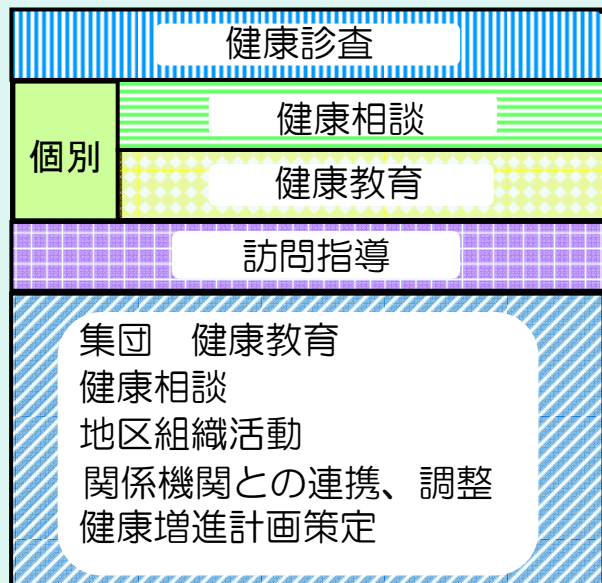 健康診査
個別
健康相談
健康教育
訪問指導
集団　健康教育
健康相談
地区組織活動
関係機関との連携、調整
健康増進計画策定